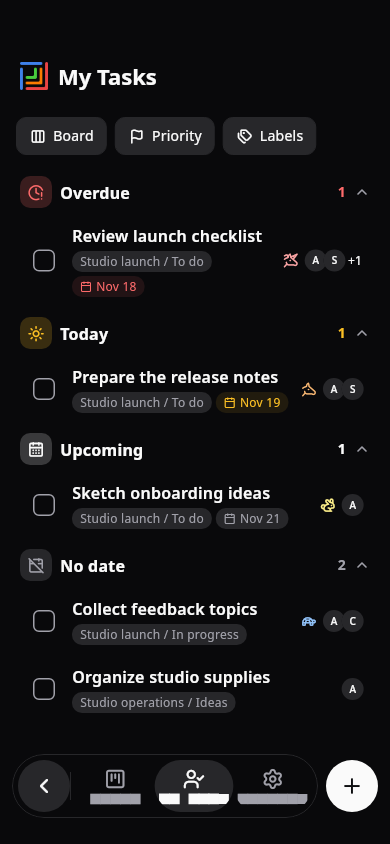 My Tasks
Board Priority Labels
Overdue 1
Review launch checklist
Studio launch / To do A S +1
Nov 18
Today 1
Prepare the release notes
Studio launch / To do Nov 19 A S
Upcoming 1
Sketch onboarding ideas
Studio launch / To do Nov 21 A
No date 2
Collect feedback topics
Studio launch / In progress A C
Organize studio supplies
Studio operations / Ideas A